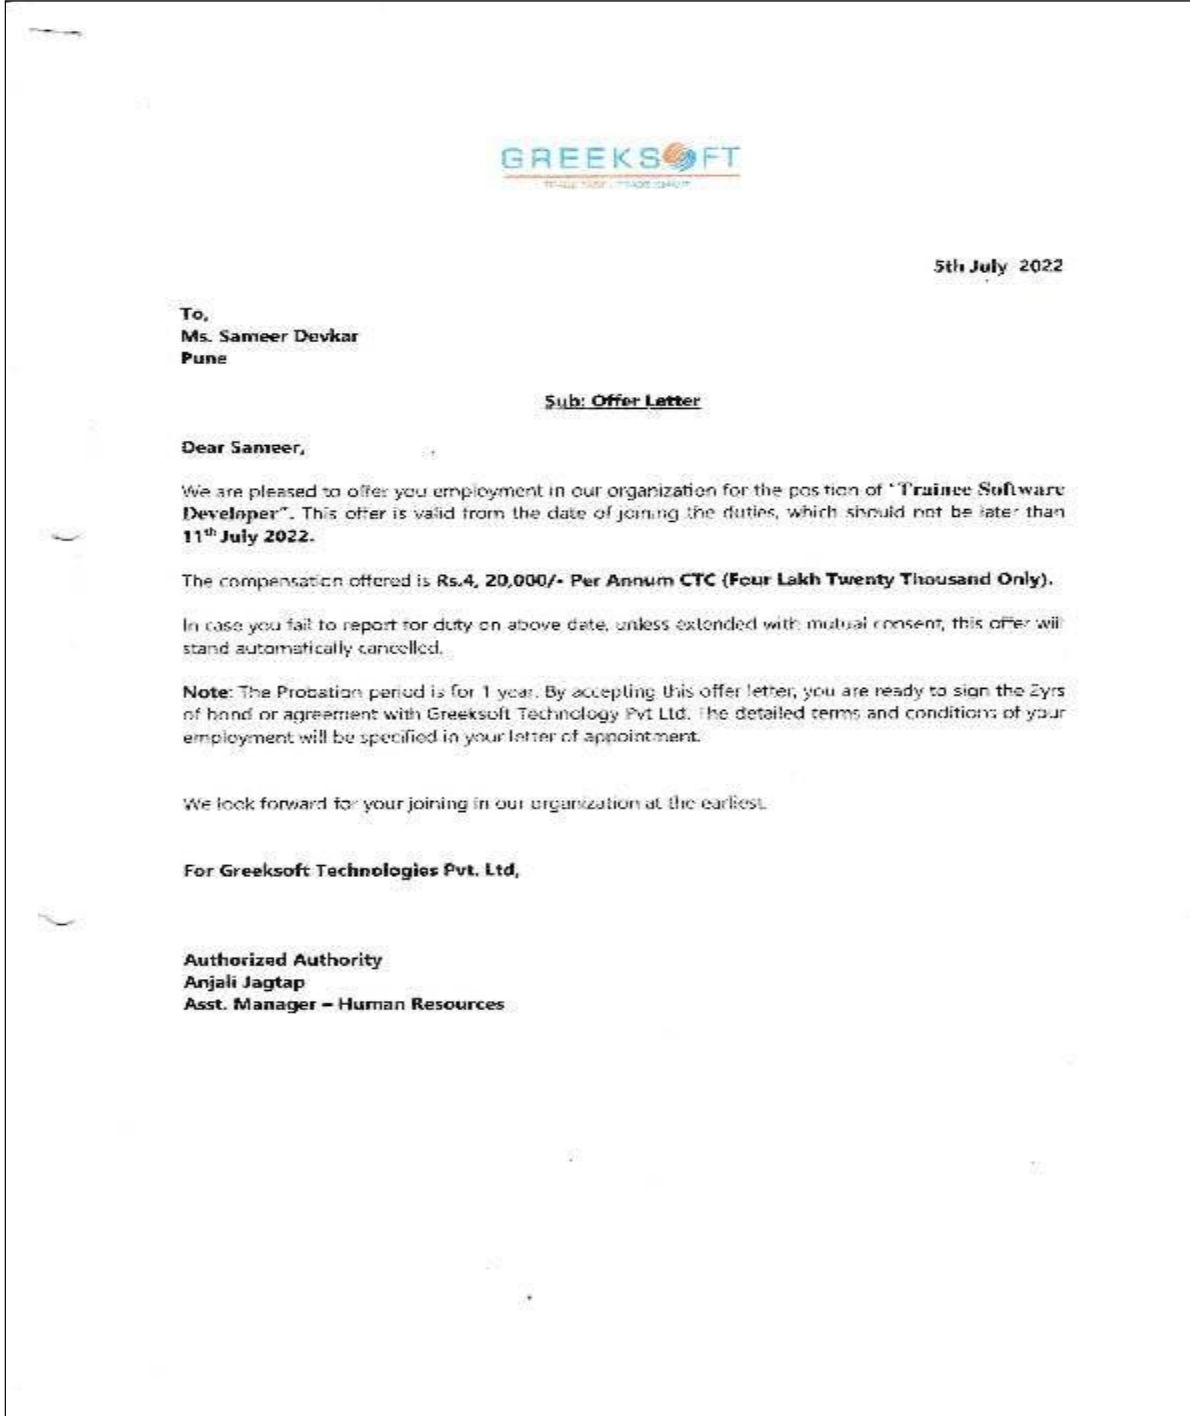 GREEKSOFT
5th July 2022
To,
Ms. Sameer Devkar
Pune
Sub: Offer Letter
Dear Sameer,
We are pleased to offer you employment in our organization for the position of "Trainee Software
Developer". This offer is valid from the date of joining the duties, which should not be later than
11th July 2022.
The compensation offered is Rs.4, 20,000/- Per Annum CTC (Four Lakh Twenty Thousand Only).
In case you fail to report for duty on above date, unless extended with mutual consent, this offer will
stand automatically cancelled.
Note: The Probation period is for 1 year. By accepting this offer letter, you are ready to sign the 2yrs
of bond or agreement with Greeksoft Technology Pvt Ltd. The detailed terms and conditions of your
employment will be specified in your letter of appointment.
We look forward for your joining in our organization at the earliest.
For Greeksoft Technologies Pvt. Ltd,
Authorized Authority
Anjali Jagtap
Asst. Manager – Human Resources